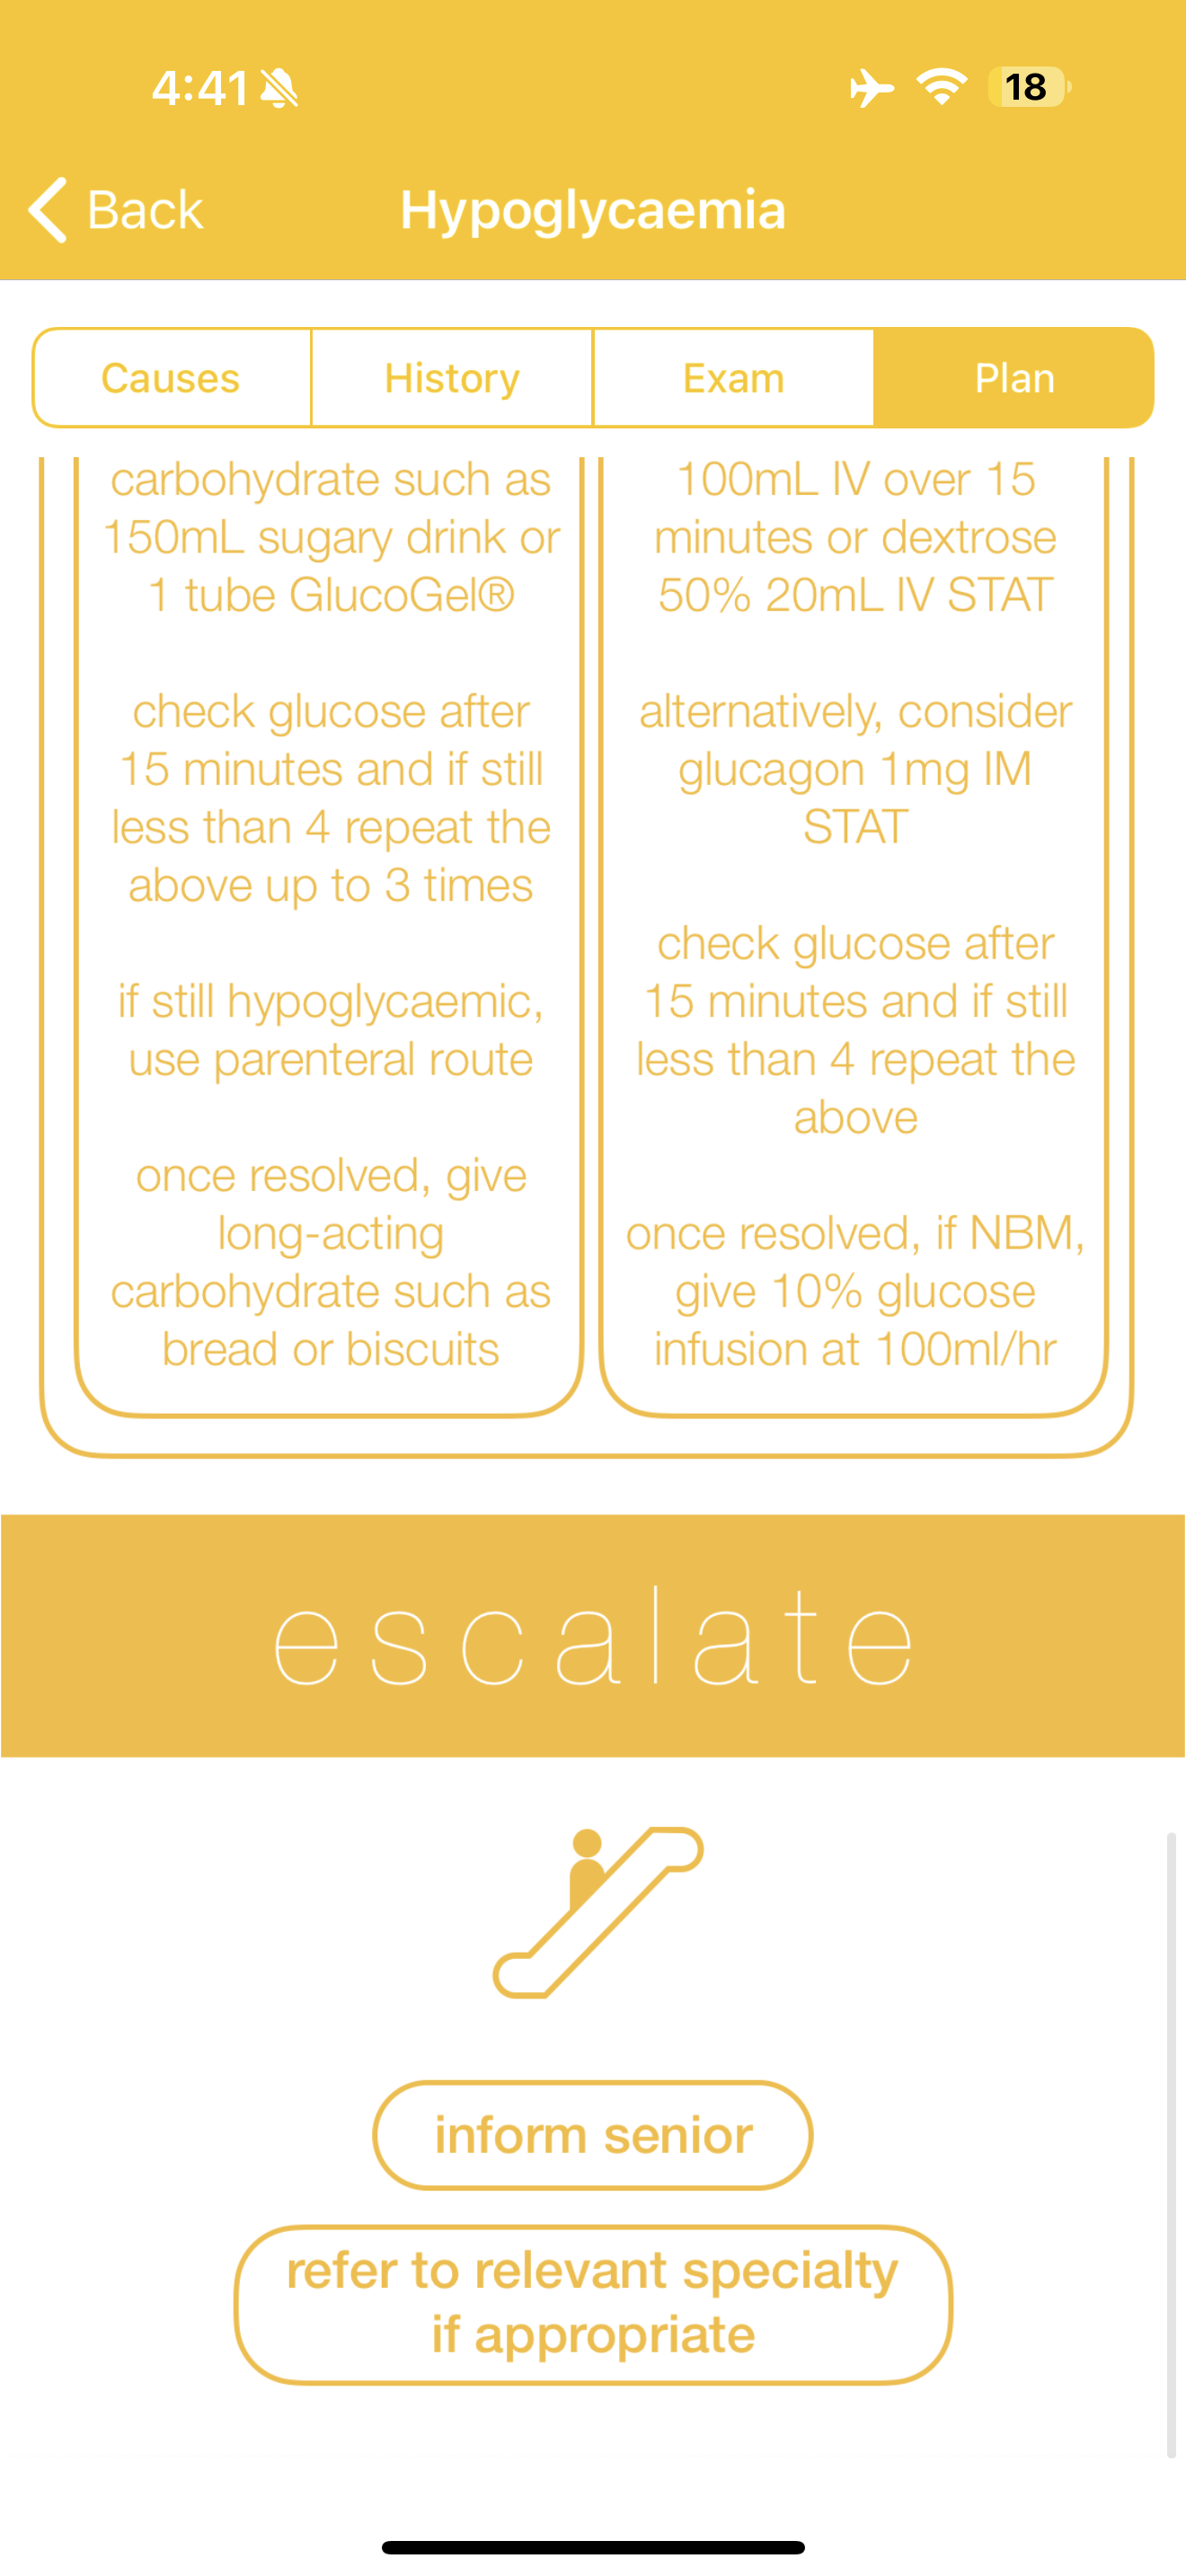 4:41
18
Back
Hypoglycaemia
Causes
History
Exam
Plan
carbohydrate such as
150mL sugary drink or
1 tube GlucoGel®
check glucose after
15 minutes and if still
less than 4 repeat the
above up to 3 times
if still hypoglycaemic,
use parenteral route
once resolved, give
long-acting
carbohydrate such as
bread or biscuits
100mL IV over 15
minutes or dextrose
50% 20mL IV STAT
alternatively, consider
glucagon 1mg IM
STAT
check glucose after
15 minutes and if still
less than 4 repeat the
above
once resolved, if NBM,
give 10% glucose
infusion at 100ml/hr
escalate
inform senior
refer to relevant specialty
if appropriate